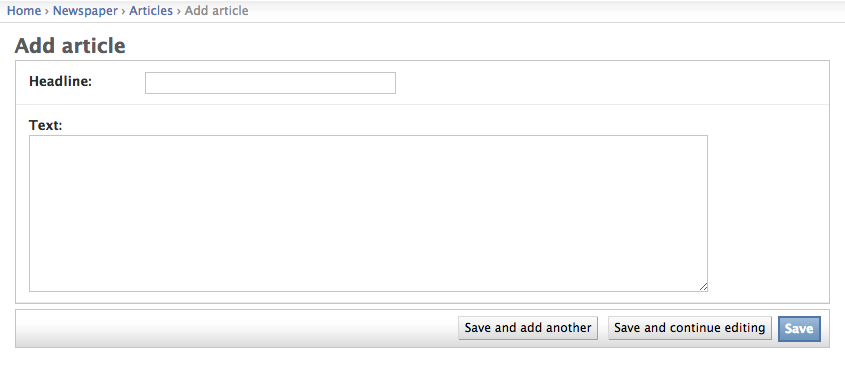 Home › Newspaper › Articles › Add article
Add article
Headline:
Text:
Save and add another Save and continue editing Save